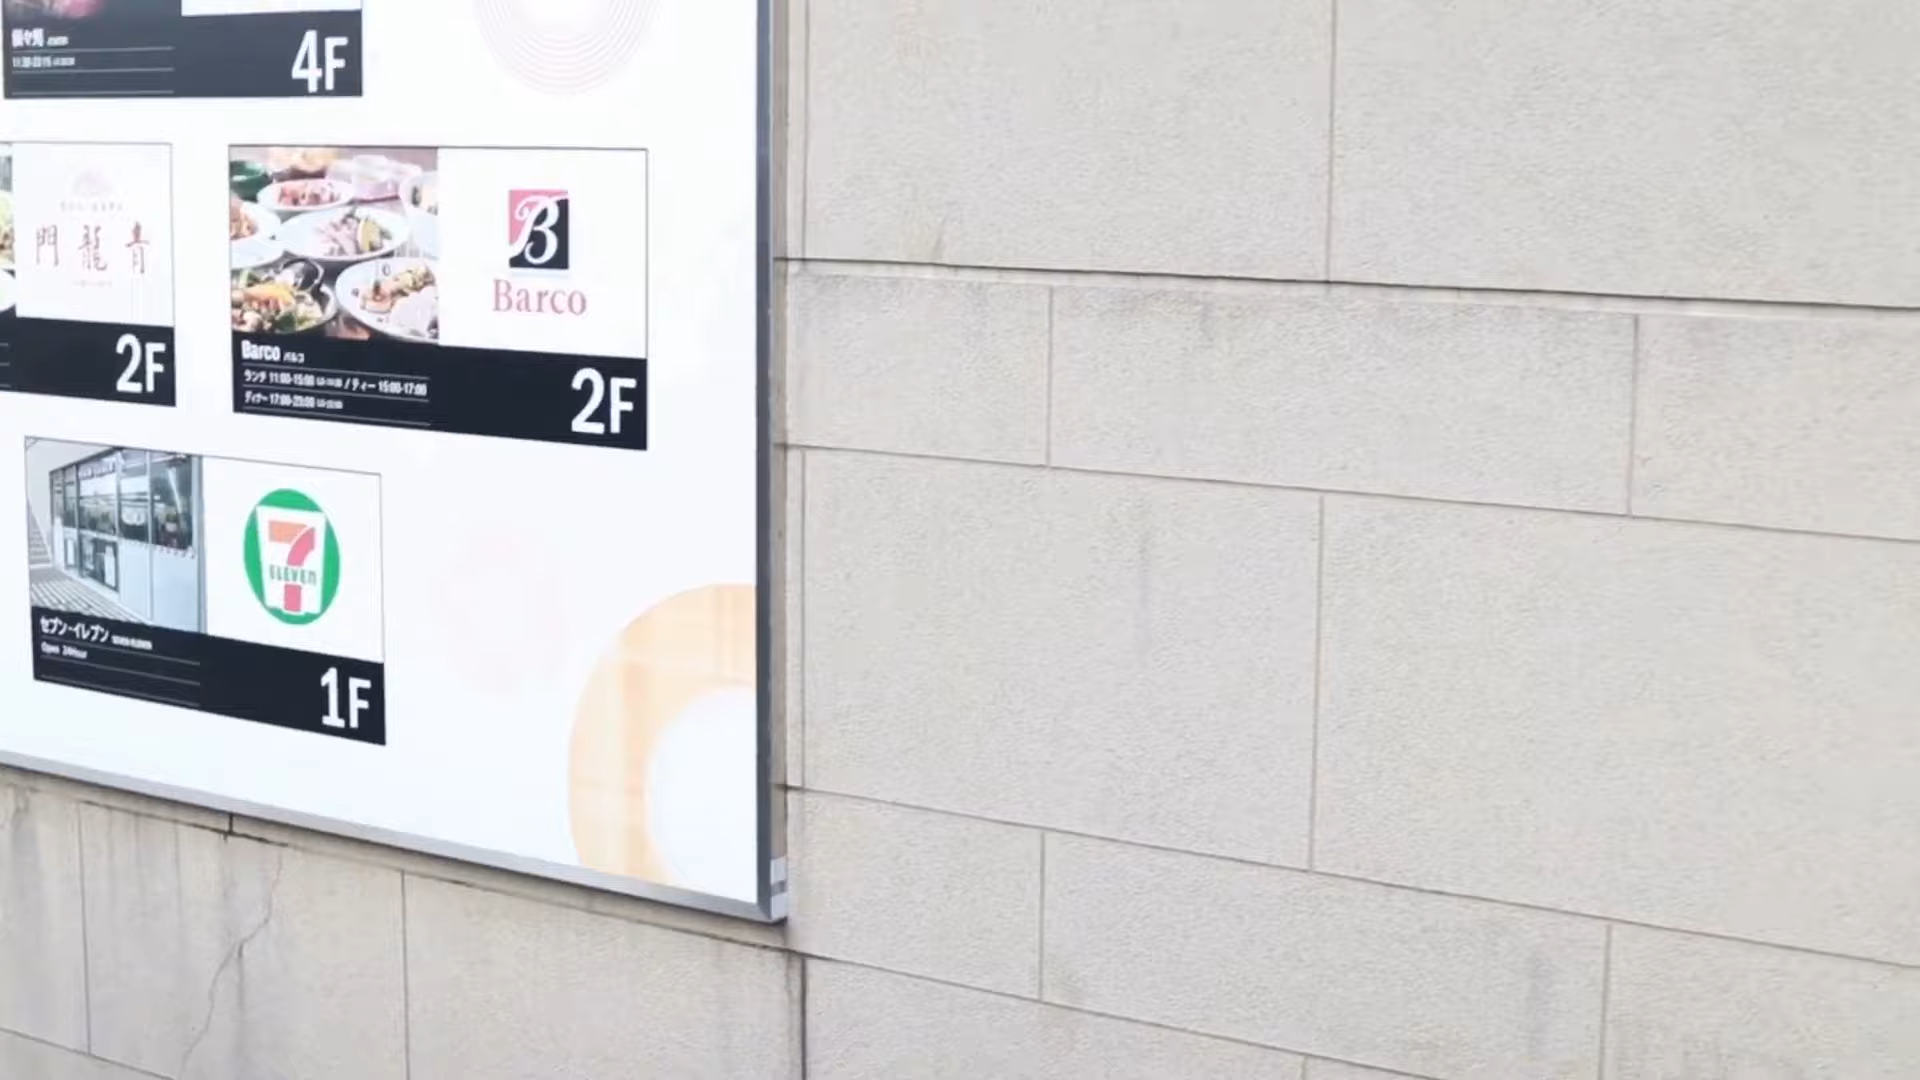 4F
門 龍 青
2F
B
Barco
Barco バルコ
ランチ 11:00-15:00 / ティー 15:00-17:00
ディナー 17:00-23:00
2F
7
ELEVEN
セブン-イレブン SEVEN-ELEVEN
Open 24Hour
1F